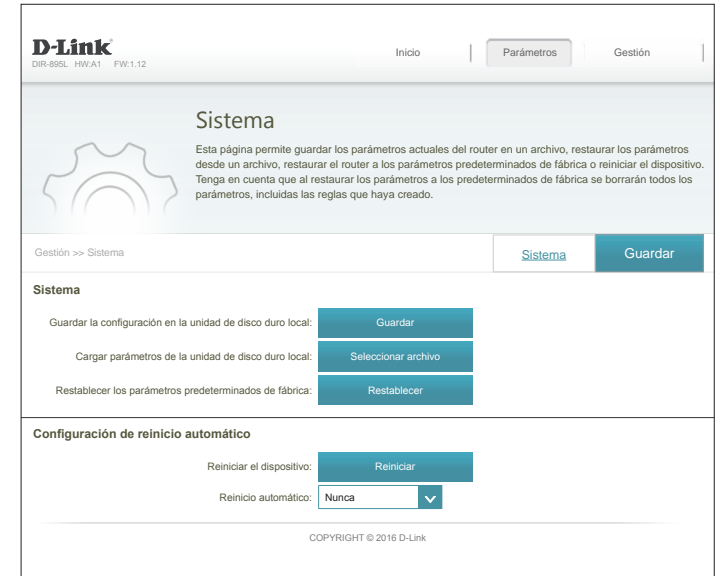 D-Link
DIR-895L HW:A1 FW:1.12
Inicio
Parámetros
Gestión
Sistema
Esta página permite guardar los parámetros actuales del router en un archivo, restaurar los parámetros
desde un archivo, restaurar el router a los parámetros predeterminados de fábrica o reiniciar el dispositivo.
Tenga en cuenta que al restaurar los parámetros a los predeterminados de fábrica se borrarán todos los
parámetros, incluidas las reglas que haya creado.
Gestión >> Sistema
Sistema
Guardar
Sistema
Guardar la configuración en la unidad de disco duro local:
Guardar
Cargar parámetros de la unidad de disco duro local:
Seleccionar archivo
Restablecer los parámetros predeterminados de fábrica:
Restablecer
Configuración de reinicio automático
Reiniciar el dispositivo:
Reiniciar
Reinicio automático:
Nunca
COPYRIGHT © 2016 D-Link